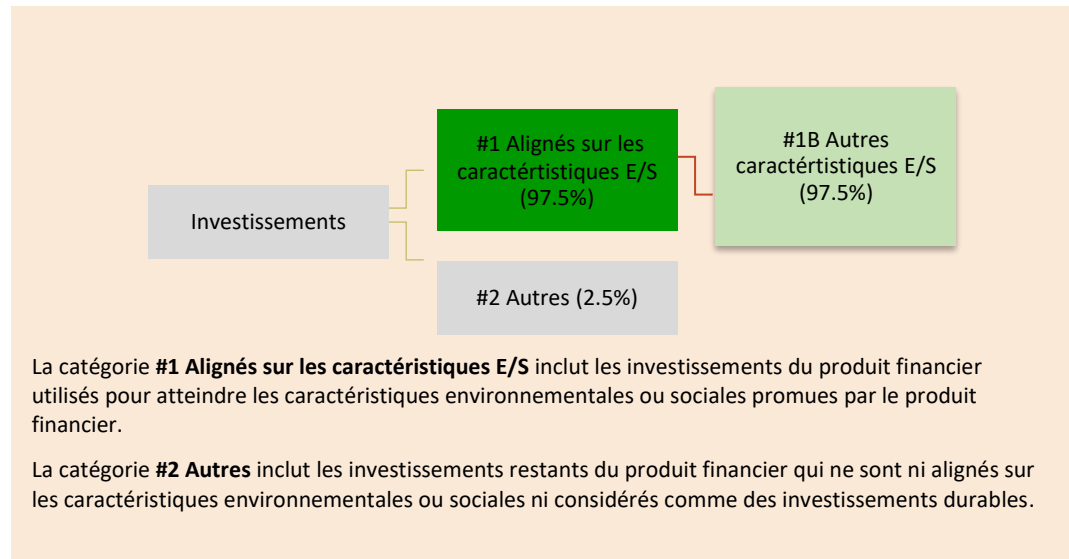 #1 Alignés sur les
caractértistiques E/S
(97.5%)
#1B Autres
caractértistiques E/S
(97.5%)
Investissements
#2 Autres (2.5%)
La catégorie #1 Alignés sur les caractéristiques E/S inclut les investissements du produit financier
utilisés pour atteindre les caractéristiques environnementales ou sociales promues par le produit
financier.
La catégorie #2 Autres inclut les investissements restants du produit financier qui ne sont ni alignés sur
les caractéristiques environnementales ou sociales ni considérés comme des investissements durables.